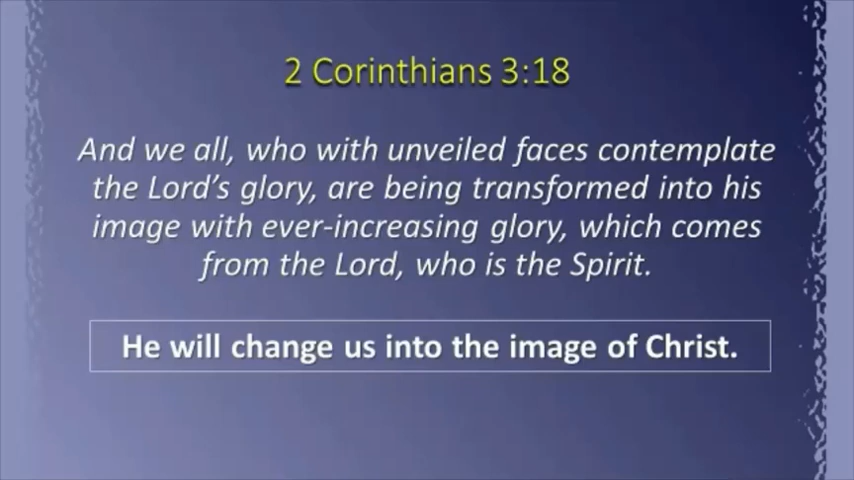 2 Corinthians 3:18
And we all, who with unveiled faces contemplate
the Lord’s glory, are being transformed into his
image with ever-increasing glory, which comes
from the Lord, who is the Spirit.
He will change us into the image of Christ.